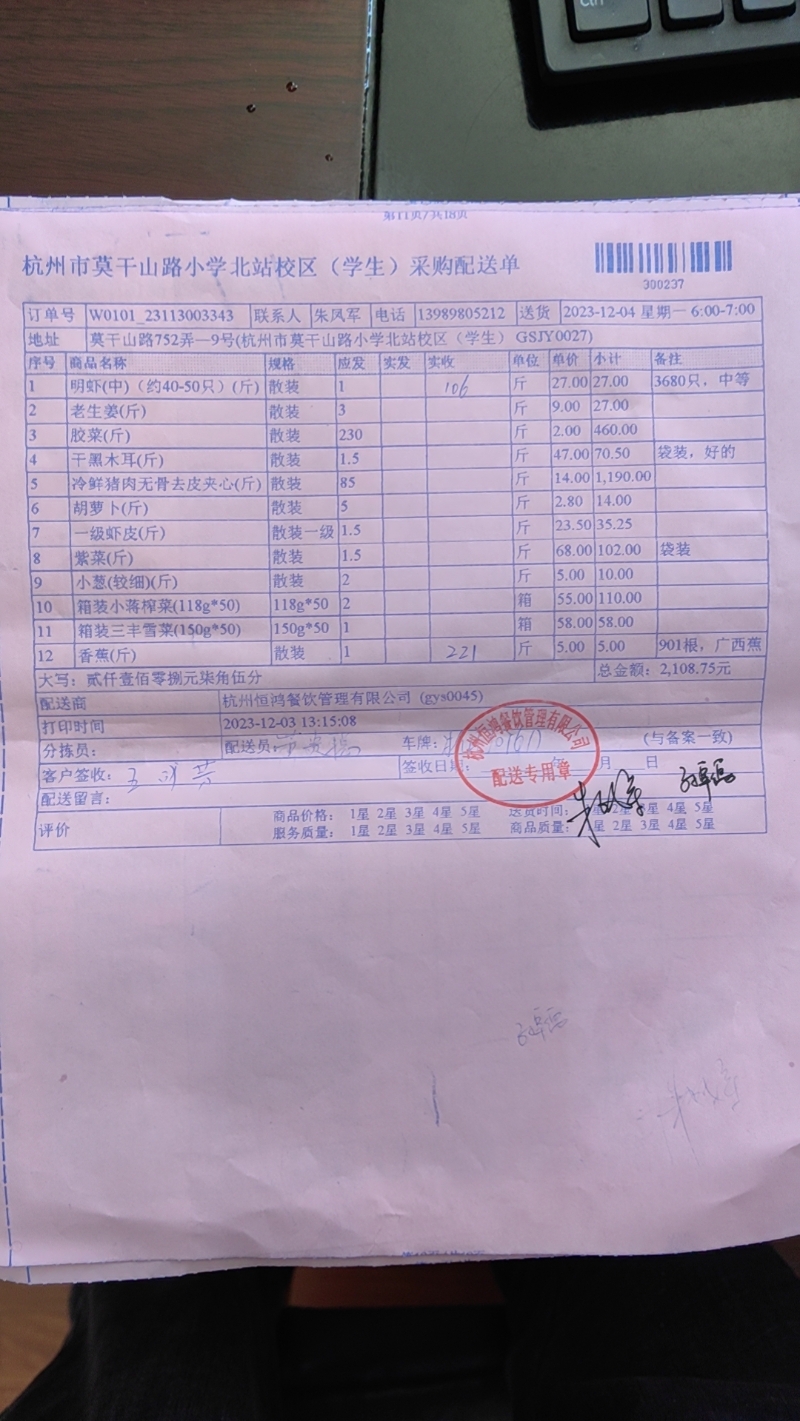 Ctrl
第11页/共18页
杭州市莫干山路小学北站校区（学生）采购配送单
300237
订单号 W0101_23113003343 联系人 朱凤军 电话 13989805212 送货 2023-12-04 星期一 6:00-7:00
地址 莫干山路752弄—9号(杭州市莫干山路小学北站校区（学生） GSJY0027)
序号 商品名称 规格 应发 实发 实收 单位 单价 小计 备注
1 明虾(中)（约40-50只）(斤) 散装 1 106 斤 27.00 27.00 3680只，中等
2 老生姜(斤) 散装 3 斤 9.00 27.00
3 胶菜(斤) 散装 230 斤 2.00 460.00
4 干黑木耳(斤) 散装 1.5 斤 47.00 70.50 袋装，好的
5 冷鲜猪肉无骨去皮夹心(斤) 散装 85 斤 14.00 1,190.00
6 胡萝卜(斤) 散装 5 斤 2.80 14.00
7 一级虾皮(斤) 散装一级 1.5 斤 23.50 35.25
8 紫菜(斤) 散装 1.5 斤 68.00 102.00 袋装
9 小葱(较细)(斤) 散装 2 斤 5.00 10.00
10 箱装小蒋榨菜(118g*50) 118g*50 2 箱 55.00 110.00
11 箱装三丰雪菜(150g*50) 150g*50 1 箱 58.00 58.00
12 香蕉(斤) 散装 1 221 斤 5.00 5.00 901根，广西蕉
大写：贰仟壹佰零捌元柒角伍分 总金额：2,108.75元
配送商 杭州恒鸿餐饮管理有限公司 (gys0045)
打印时间 2023-12-03 13:15:08
分拣员： 配送员： 车牌： (与备案一致)
客户签收： 签收日期： 年 月 日
杭州恒鸿餐饮管理有限公司
配送专用章
配送留言：
评价 商品价格： 1星 2星 3星 4星 5星 送货时间： 1星 2星 3星 4星 5星
服务质量： 1星 2星 3星 4星 5星 商品质量： 1星 2星 3星 4星 5星